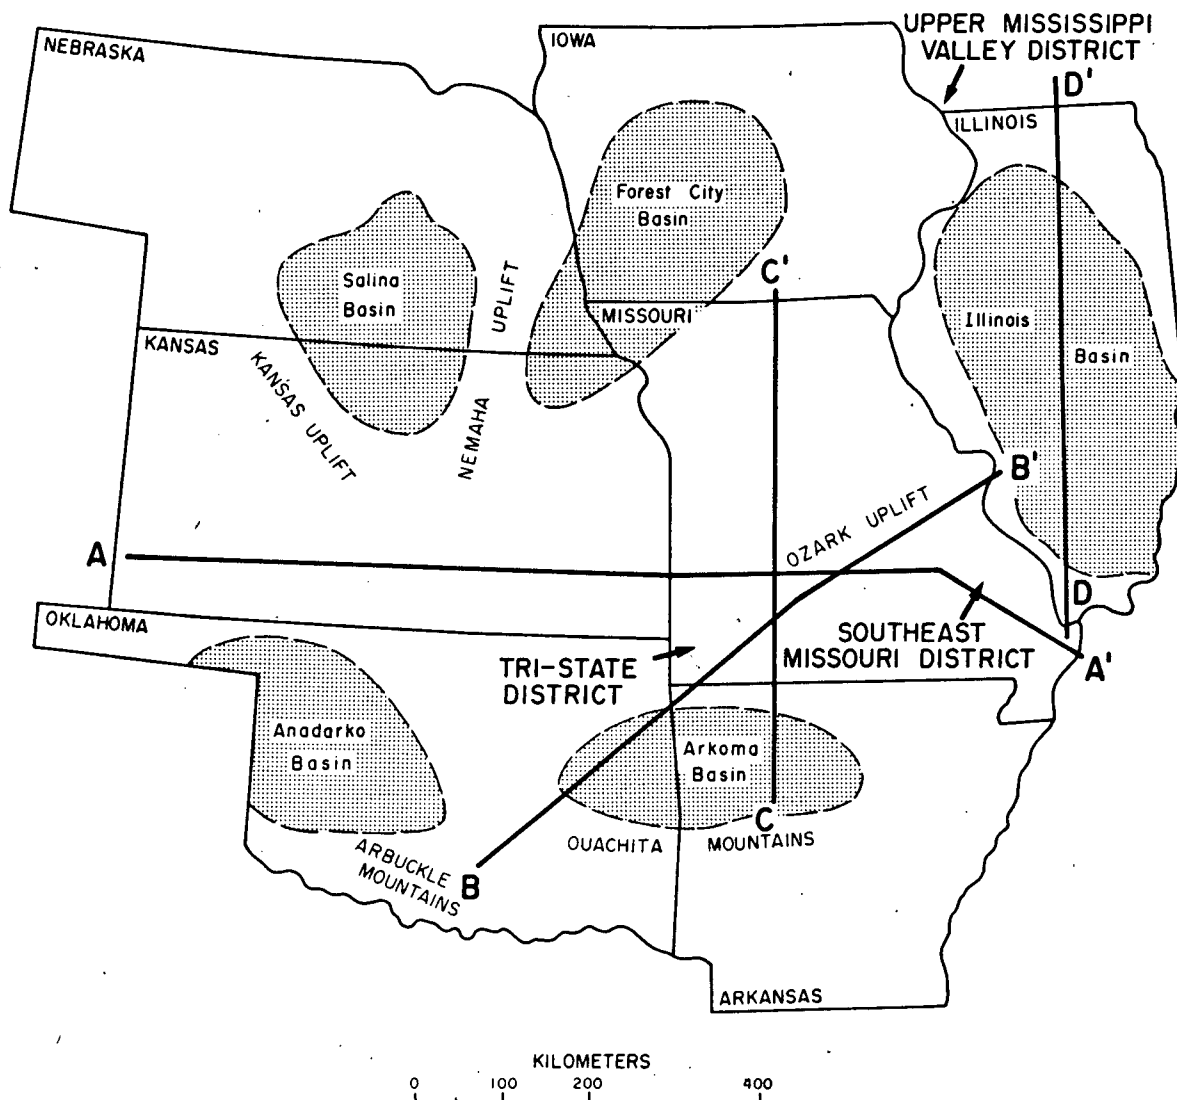 UPPER MISSISSIPPI
VALLEY DISTRICT
NEBRASKA
IOWA
D'
ILLINOIS
Forest City
Basin
Salina
Basin
UPLIFT
C'
MISSOURI
Illinois
Basin
KANSAS
KANSAS UPLIFT
NEMAHA
B'
OZARK UPLIFT
A
D
OKLAHOMA
SOUTHEAST
MISSOURI DISTRICT
A'
TRI-STATE
DISTRICT
Anadarko
Basin
Arkoma
Basin
C
OUACHITA
MOUNTAINS
ARBUCKLE
MOUNTAINS
B
ARKANSAS
KILOMETERS
0 100 200 400